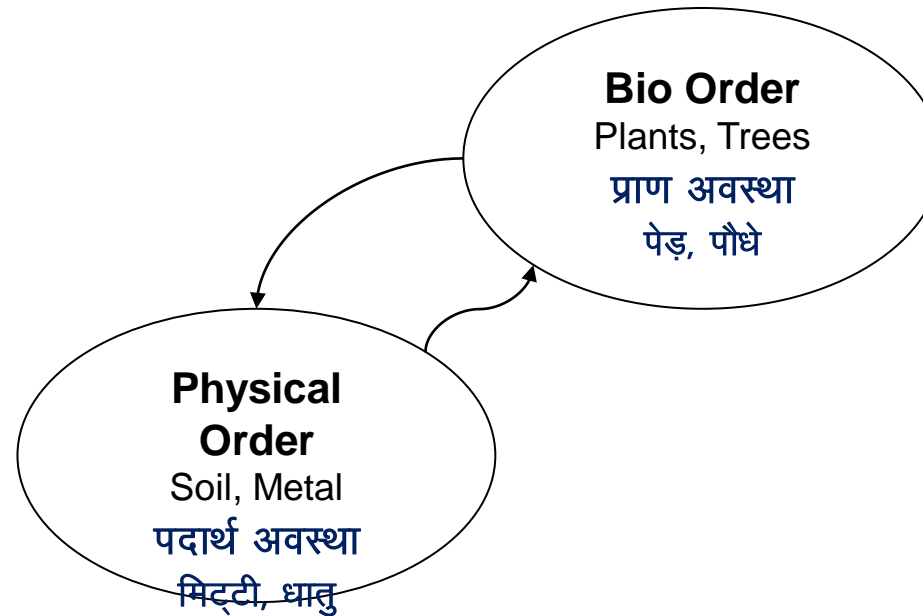 Bio Order
Plants, Trees
प्राण अवस्था
पेड़, पौधे
Physical
Order
Soil, Metal
पदार्थ अवस्था
मिट्टी, धातु